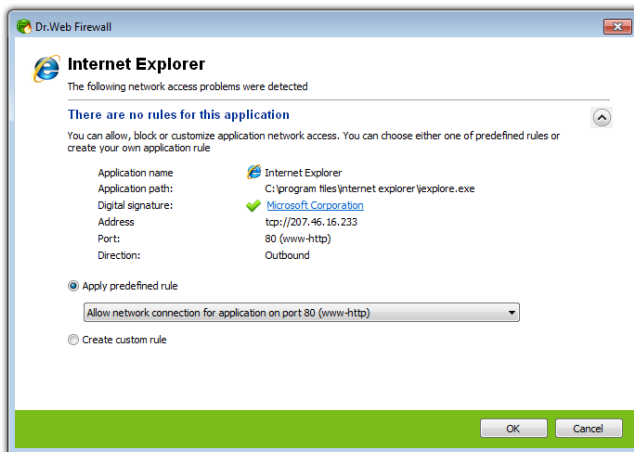 Dr.Web Firewall
Internet Explorer
The following network access problems were detected
There are no rules for this application
You can allow, block or customize application network access. You can choose either one of predefined rules or
create your own application rule
Application name Internet Explorer
Application path: C:\program files\internet explorer\iexplore.exe
Digital signature: Microsoft Corporation
Address tcp://207.46.16.233
Port: 80 (www-http)
Direction: Outbound
Apply predefined rule
Allow network connection for application on port 80 (www-http)
Create custom rule
OK Cancel